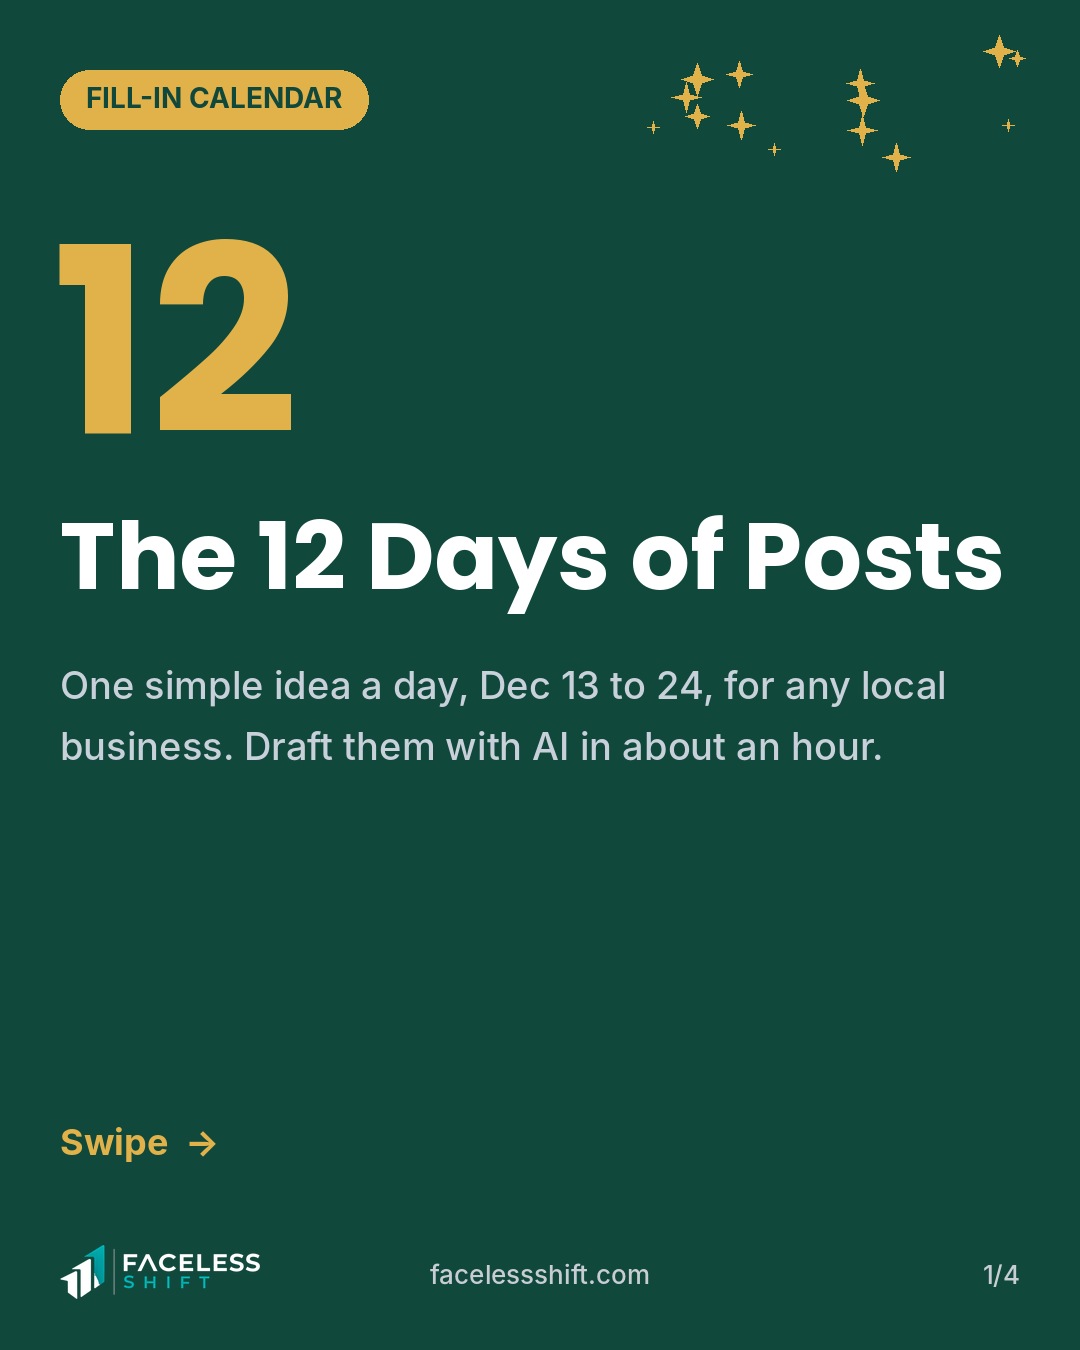 FILL-IN CALENDAR
12
The 12 Days of Posts
One simple idea a day, Dec 13 to 24, for any local
business. Draft them with AI in about an hour.
Swipe →
FACELESS
SHIFT
facelessshift.com
1/4